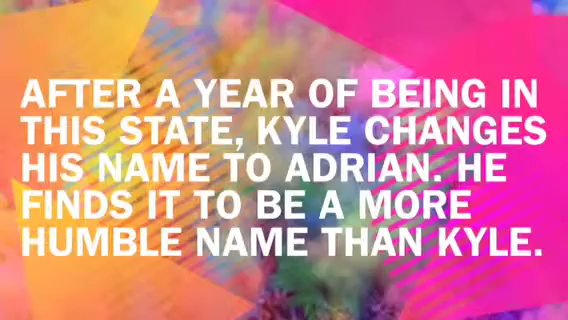 AFTER A YEAR OF BEING IN
THIS STATE, KYLE CHANGES
HIS NAME TO ADRIAN. HE
FINDS IT TO BE A MORE
HUMBLE NAME THAN KYLE.